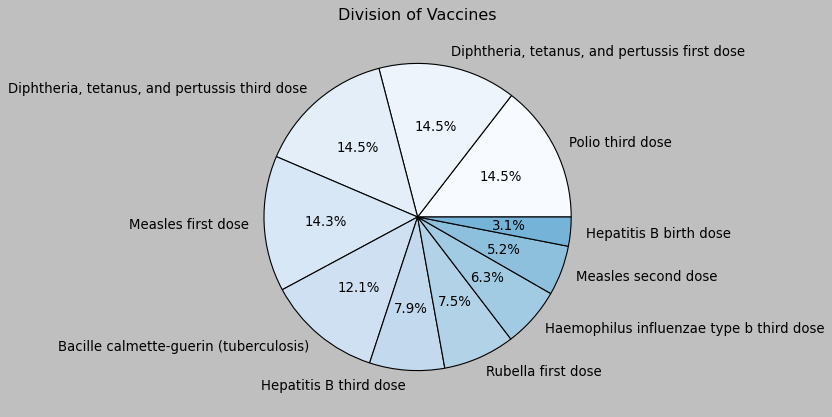 Division of Vaccines
Diphtheria, tetanus, and pertussis first dose
Diphtheria, tetanus, and pertussis third dose
14.5%
14.5%
Polio third dose
14.5%
Measles first dose
14.3%
3.1%
Hepatitis B birth dose
5.2%
Measles second dose
6.3%
12.1%
7.9%
7.5%
Haemophilus influenzae type b third dose
Bacille calmette-guerin (tuberculosis)
Rubella first dose
Hepatitis B third dose